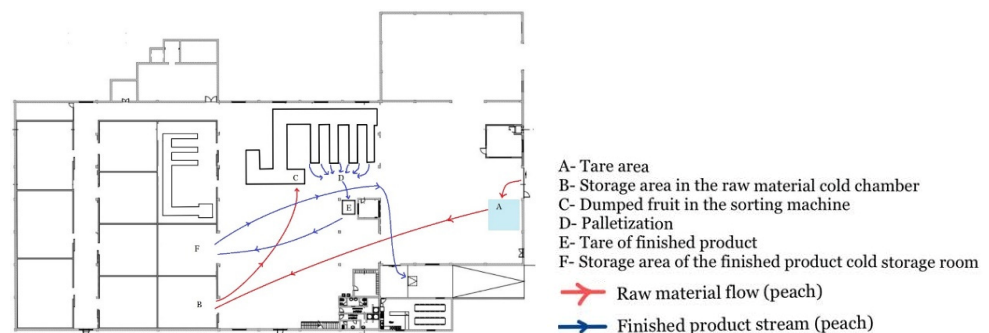 C
D
A
E
F
B
A- Tare area
B- Storage area in the raw material cold chamber
C- Dumped fruit in the sorting machine
D- Palletization
E- Tare of finished product
F- Storage area of the finished product cold storage room
Raw material flow (peach)
Finished product stream (peach)